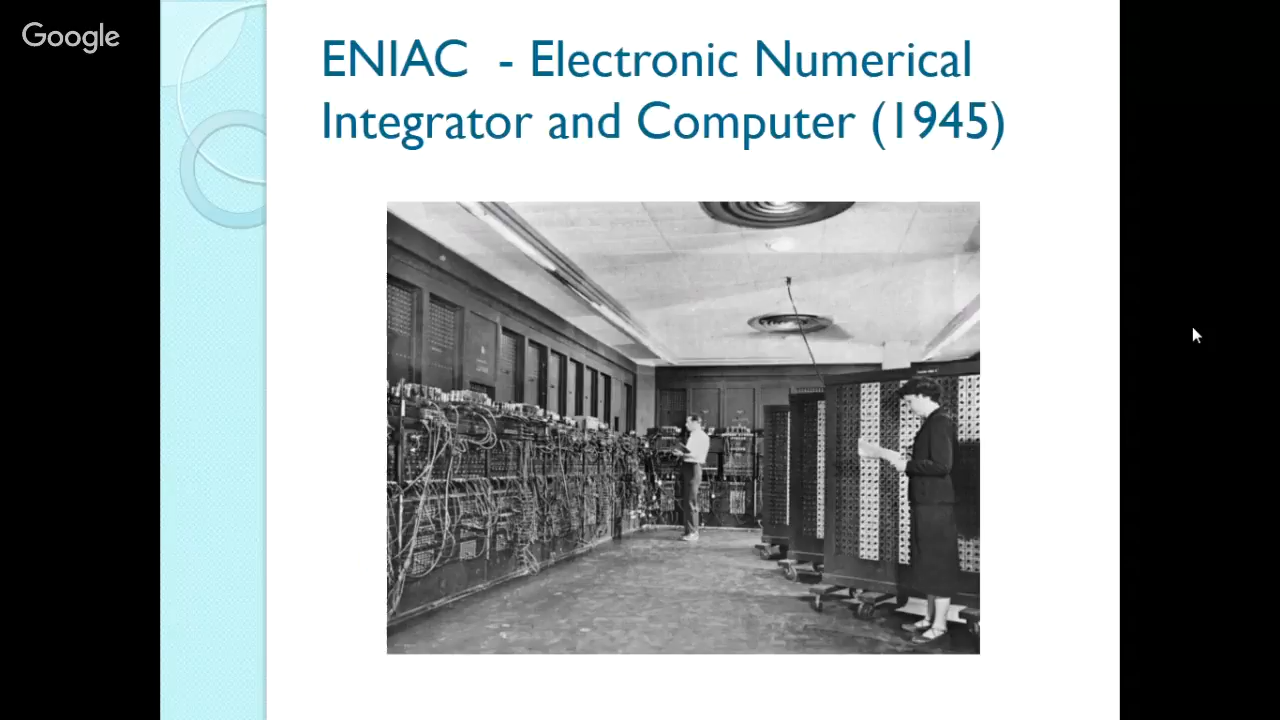 Google
ENIAC - Electronic Numerical
Integrator and Computer (1945)